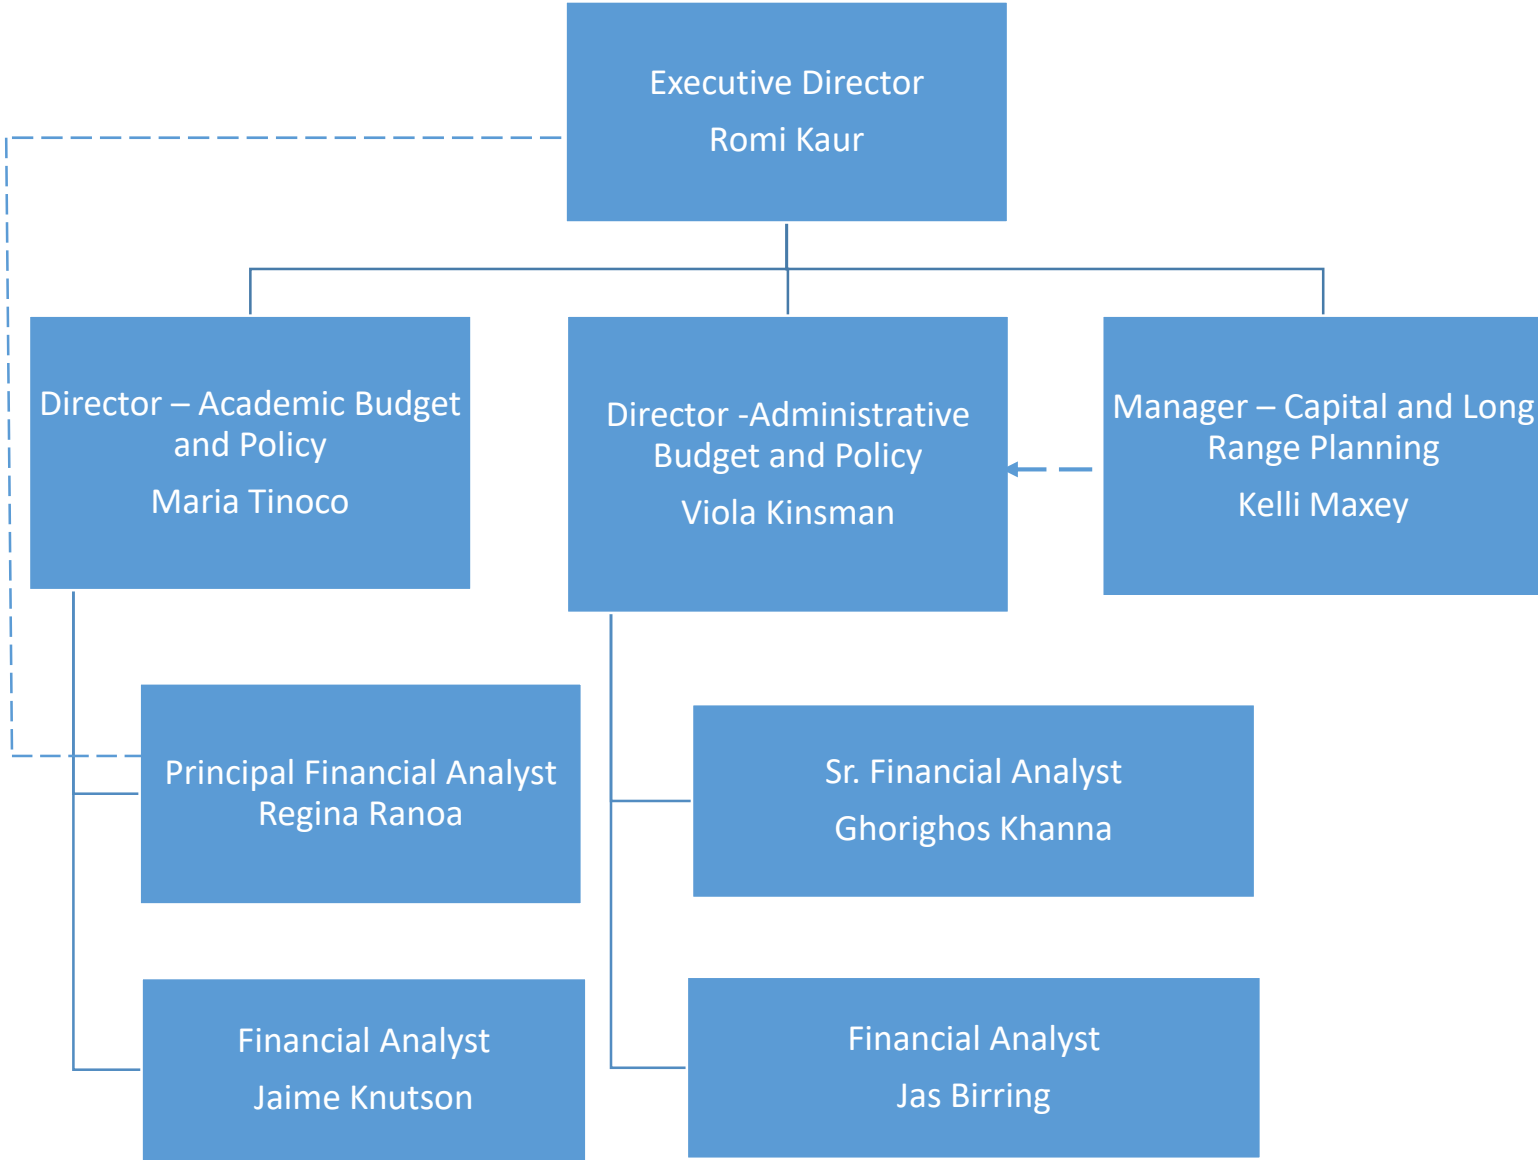 Executive Director
Romi Kaur
Director – Academic Budget
and Policy
Maria Tinoco
Director -Administrative
Budget and Policy
Viola Kinsman
Manager – Capital and Long
Range Planning
Kelli Maxey
Principal Financial Analyst
Regina Ranoa
Sr. Financial Analyst
Ghorighos Khanna
Financial Analyst
Jaime Knutson
Financial Analyst
Jas Birring